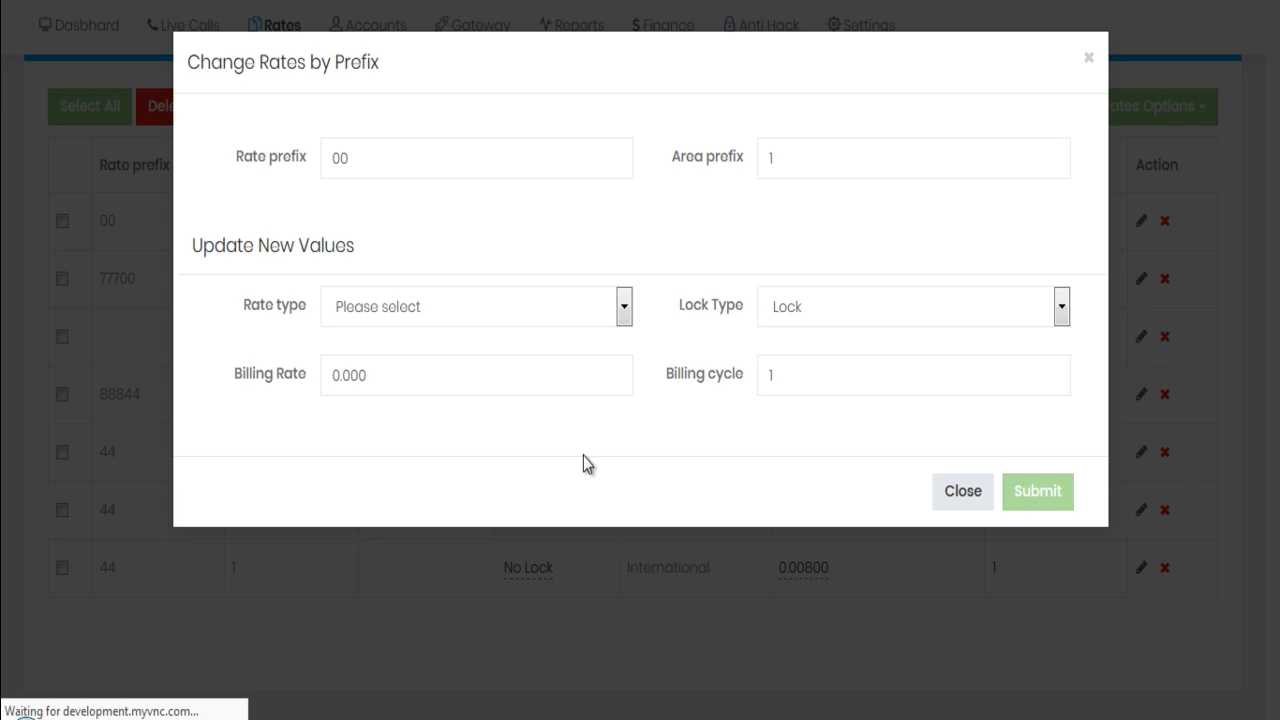 Dasbhard Live Calls Rates Accounts Gateway Reports $ Finance Anti Hack Settings
Change Rates by Prefix ×
Select All
Rate prefix 00 Area prefix 1
Rate prefix Action
00
Update New Values
77700
Rate type Please select Lock Type Lock
Billing Rate 0.000 Billing cycle 1
88844
44
Close Submit
44
44 1 No Lock International 0.00800 1
Waiting for development.myvnc.com...